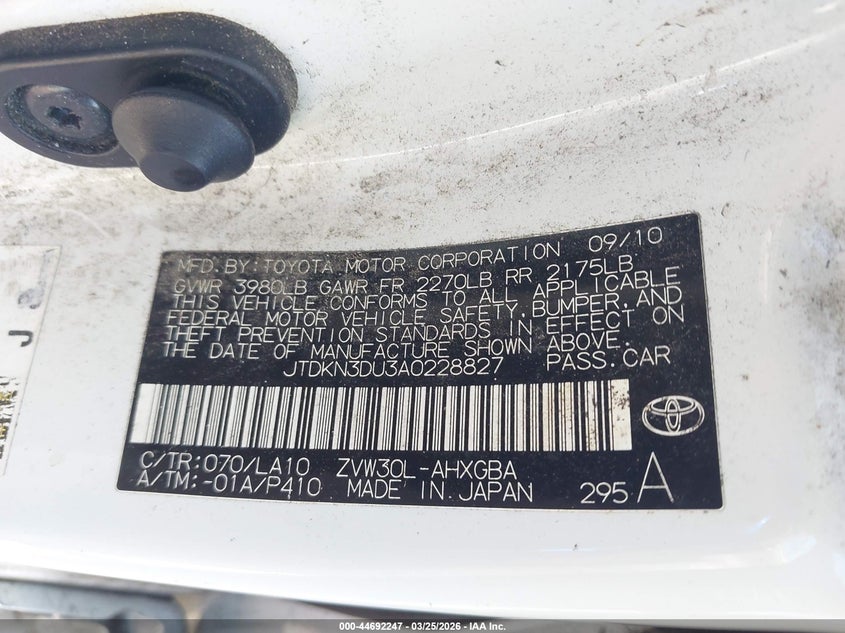 MFD.BY:TOYOTA MOTOR CORPORATION 09/10
GVWR 3980LB GAWR FR 2270LB RR 2175LB
THIS VEHICLE CONFORMS TO ALL APPLICABLE
FEDERAL MOTOR VEHICLE SAFETY,BUMPER,AND
THEFT PREVENTION STANDARDS IN EFFECT ON
THE DATE OF MANUFACTURE SHOWN ABOVE.
JTDKN3DU3A0228827 PASS.CAR
C/TR:070/LA10 ZVW30L-AHXGBA
A/TM:-01A/P410 MADE IN JAPAN 295 A
J
000-44692247 - 03/25/2026 - IAA Inc.